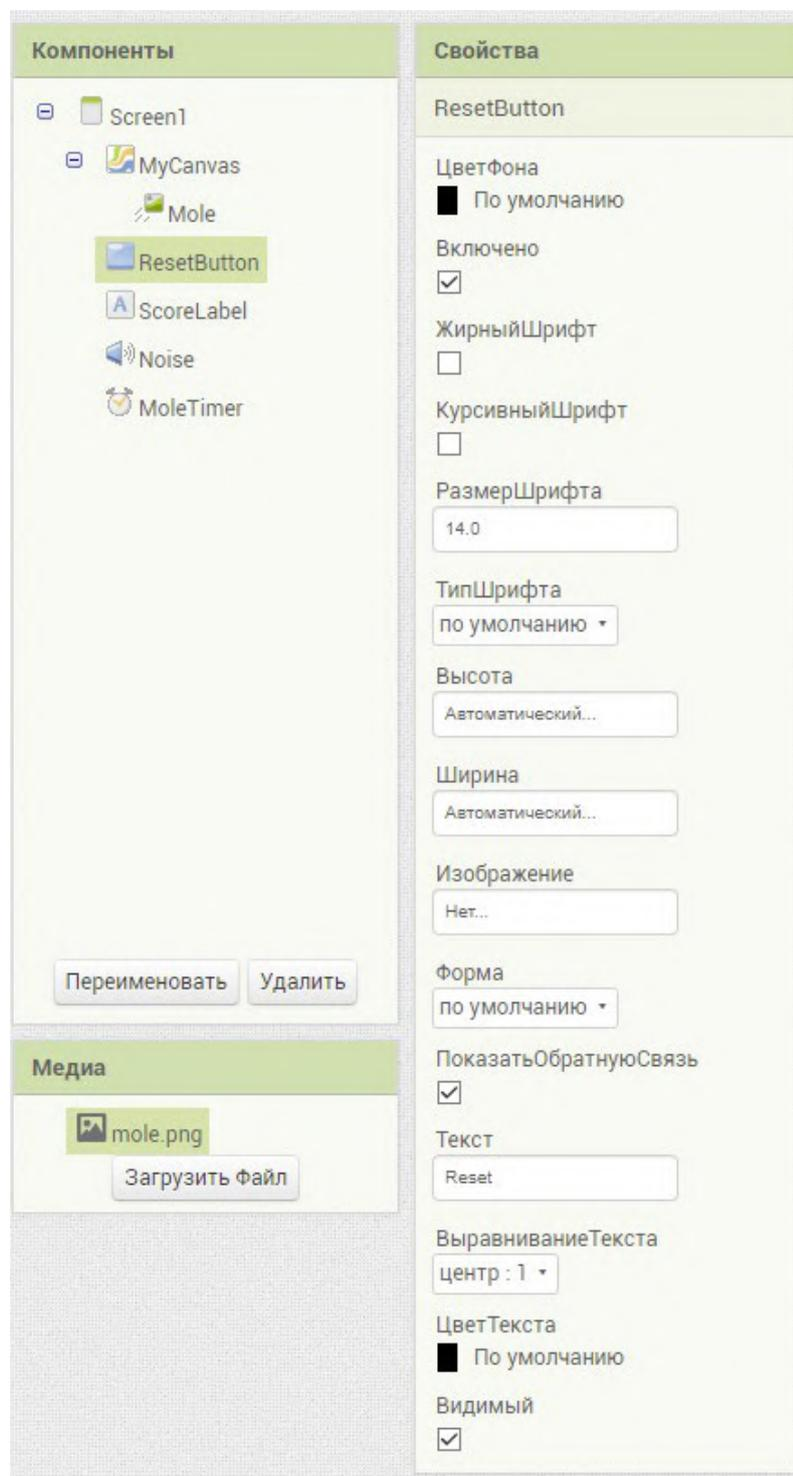 Компоненты
Screen1
MyCanvas
Mole
ResetButton
ScoreLabel
Noise
MoleTimer
Переименовать Удалить
Медиа
mole.png
Загрузить Файл
Свойства
ResetButton
ЦветФона
По умолчанию
Включено
ЖирныйШрифт
КурсивныйШрифт
РазмерШрифта
14.0
ТипШрифта
по умолчанию
Высота
Автоматический...
Ширина
Автоматический...
Изображение
Нет...
Форма
по умолчанию
ПоказатьОбратнуюСвязь
Текст
Reset
ВыравниваниеТекста
центр : 1
ЦветТекста
По умолчанию
Видимый